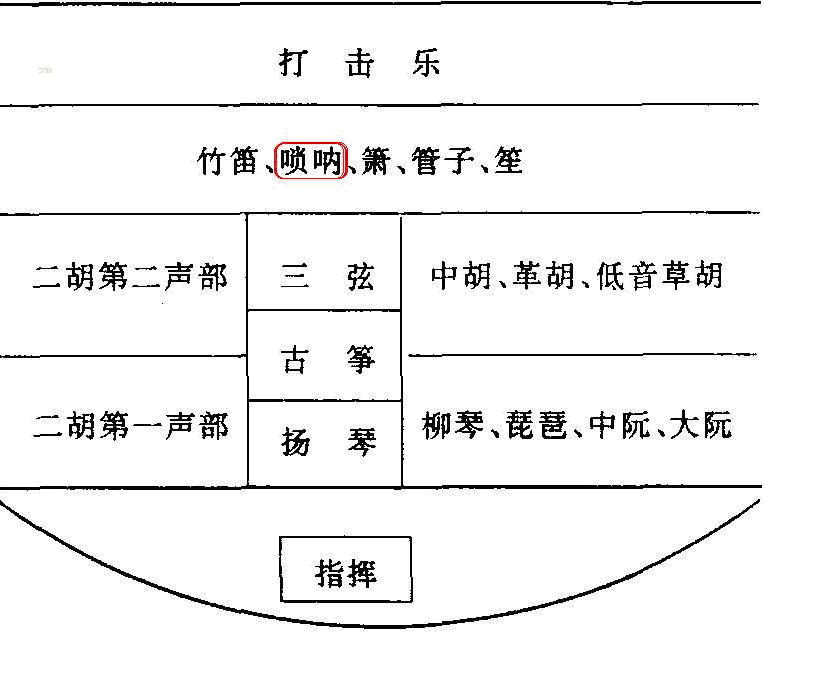 打击乐
竹笛、唢呐、箫、管子、笙
二胡第二声部
三弦
中胡、革胡、低音草胡
古筝
二胡第一声部
扬琴
柳琴、琵琶、中阮、大阮
指挥